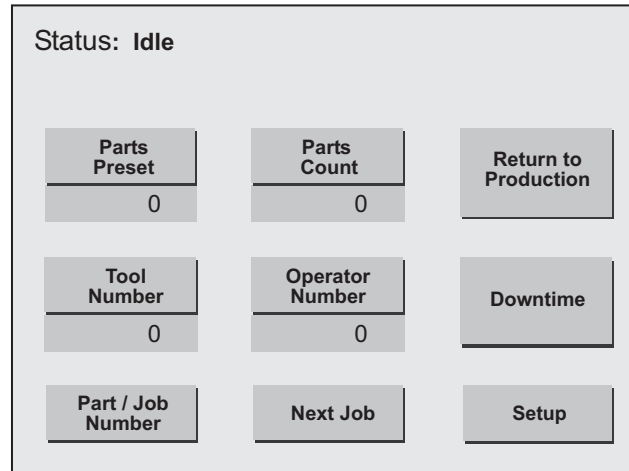 Status: Idle
Parts
Preset
0
Parts
Count
0
Return to
Production
Tool
Number
0
Operator
Number
0
Downtime
Part / Job
Number
Next Job
Setup